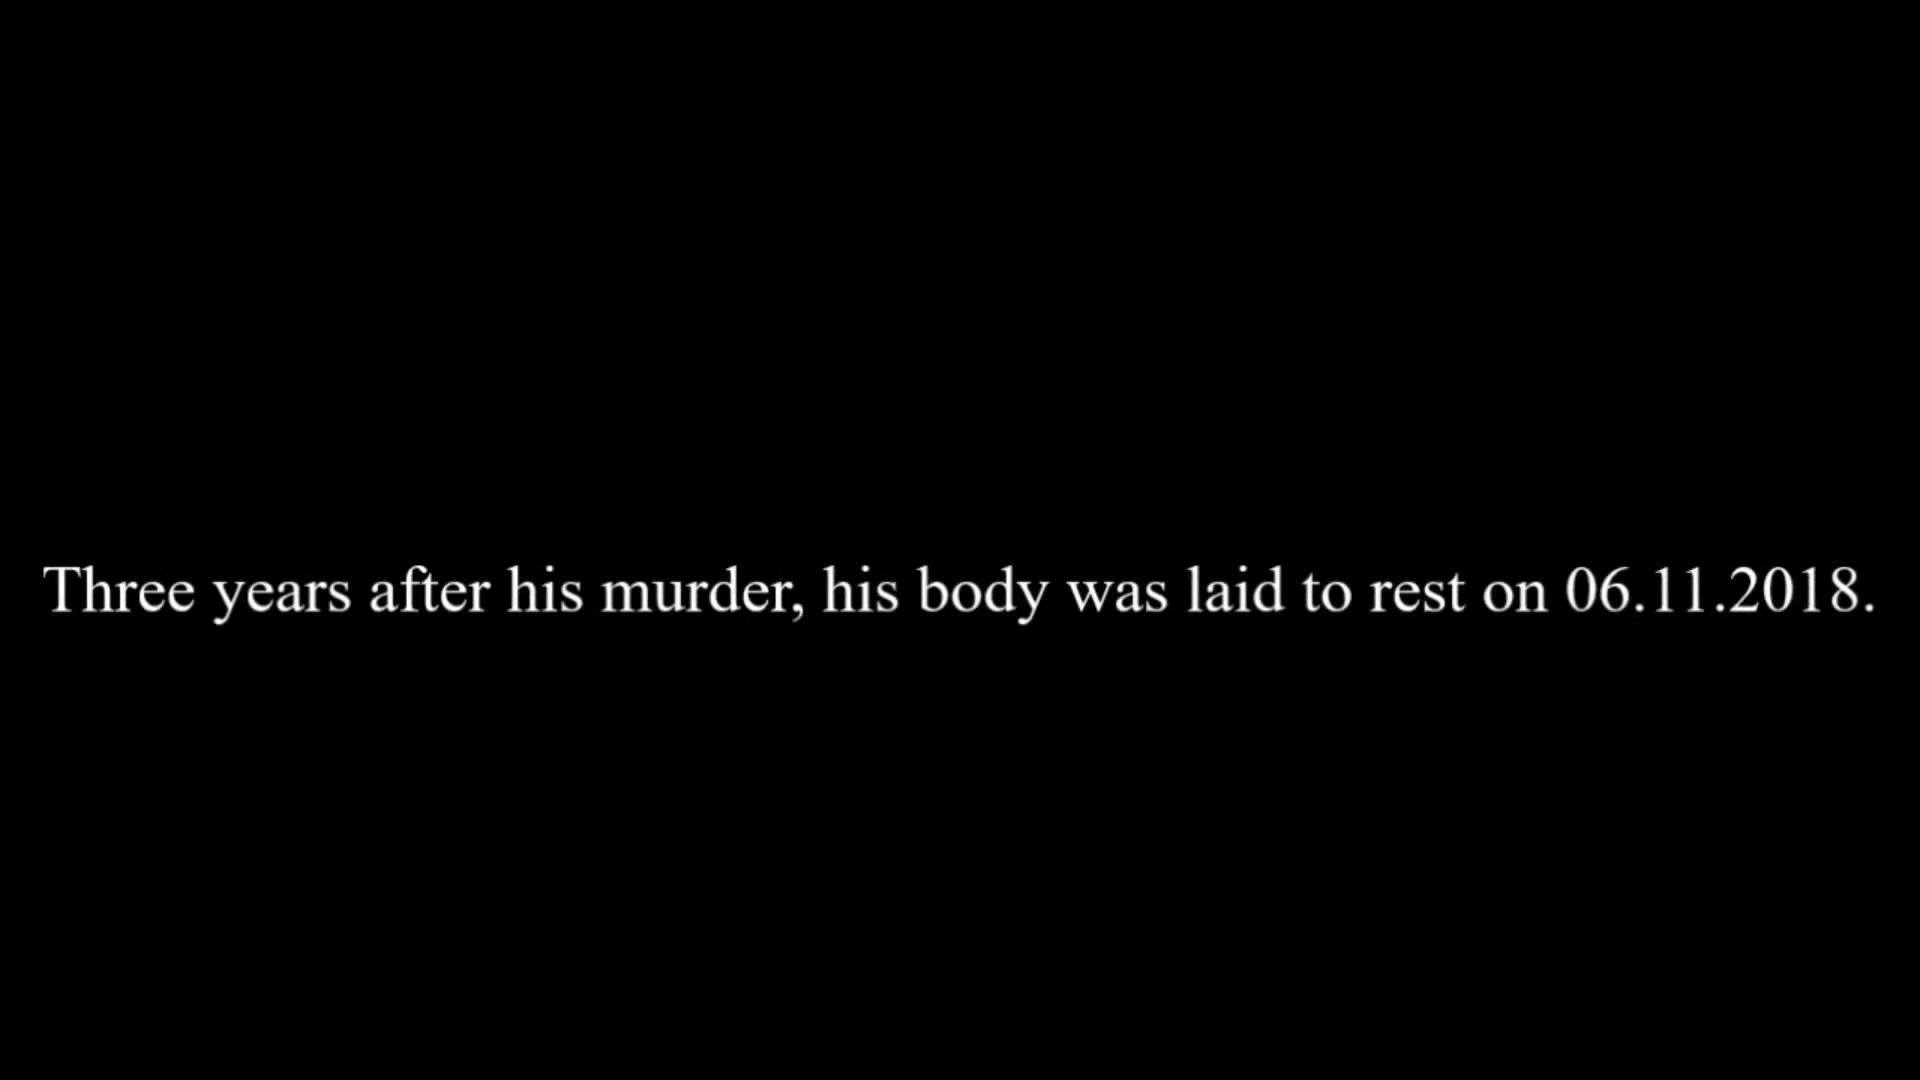 Three years after his murder, his body was laid to rest on 06.11.2018.